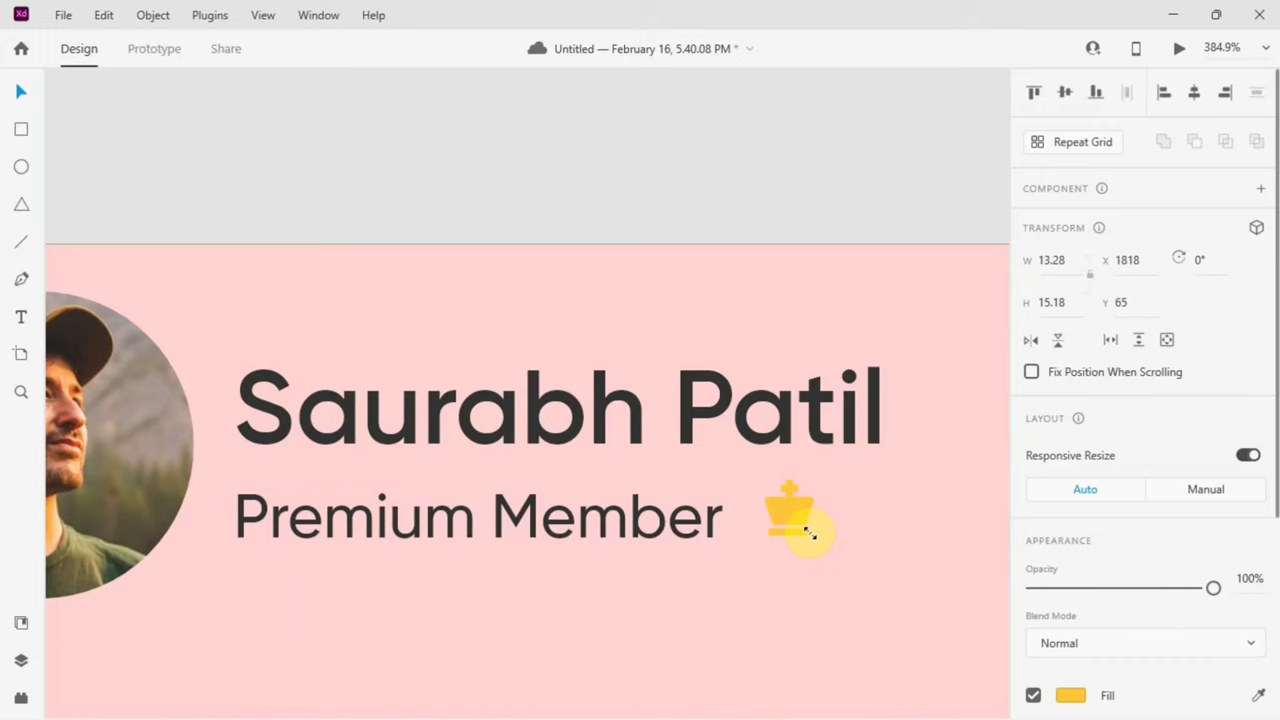 Xd File Edit Object Plugins View Window Help
Design Prototype Share Untitled — February 16, 5.40.08 PM * 384.9%
Repeat Grid
COMPONENT
TRANSFORM
W 13.28 X 1818 0°
H 15.18 Y 65
Fix Position When Scrolling
LAYOUT
Responsive Resize
Auto Manual
APPEARANCE
Opacity
100%
Blend Mode
Normal
Fill
T
Saurabh Patil
Premium Member